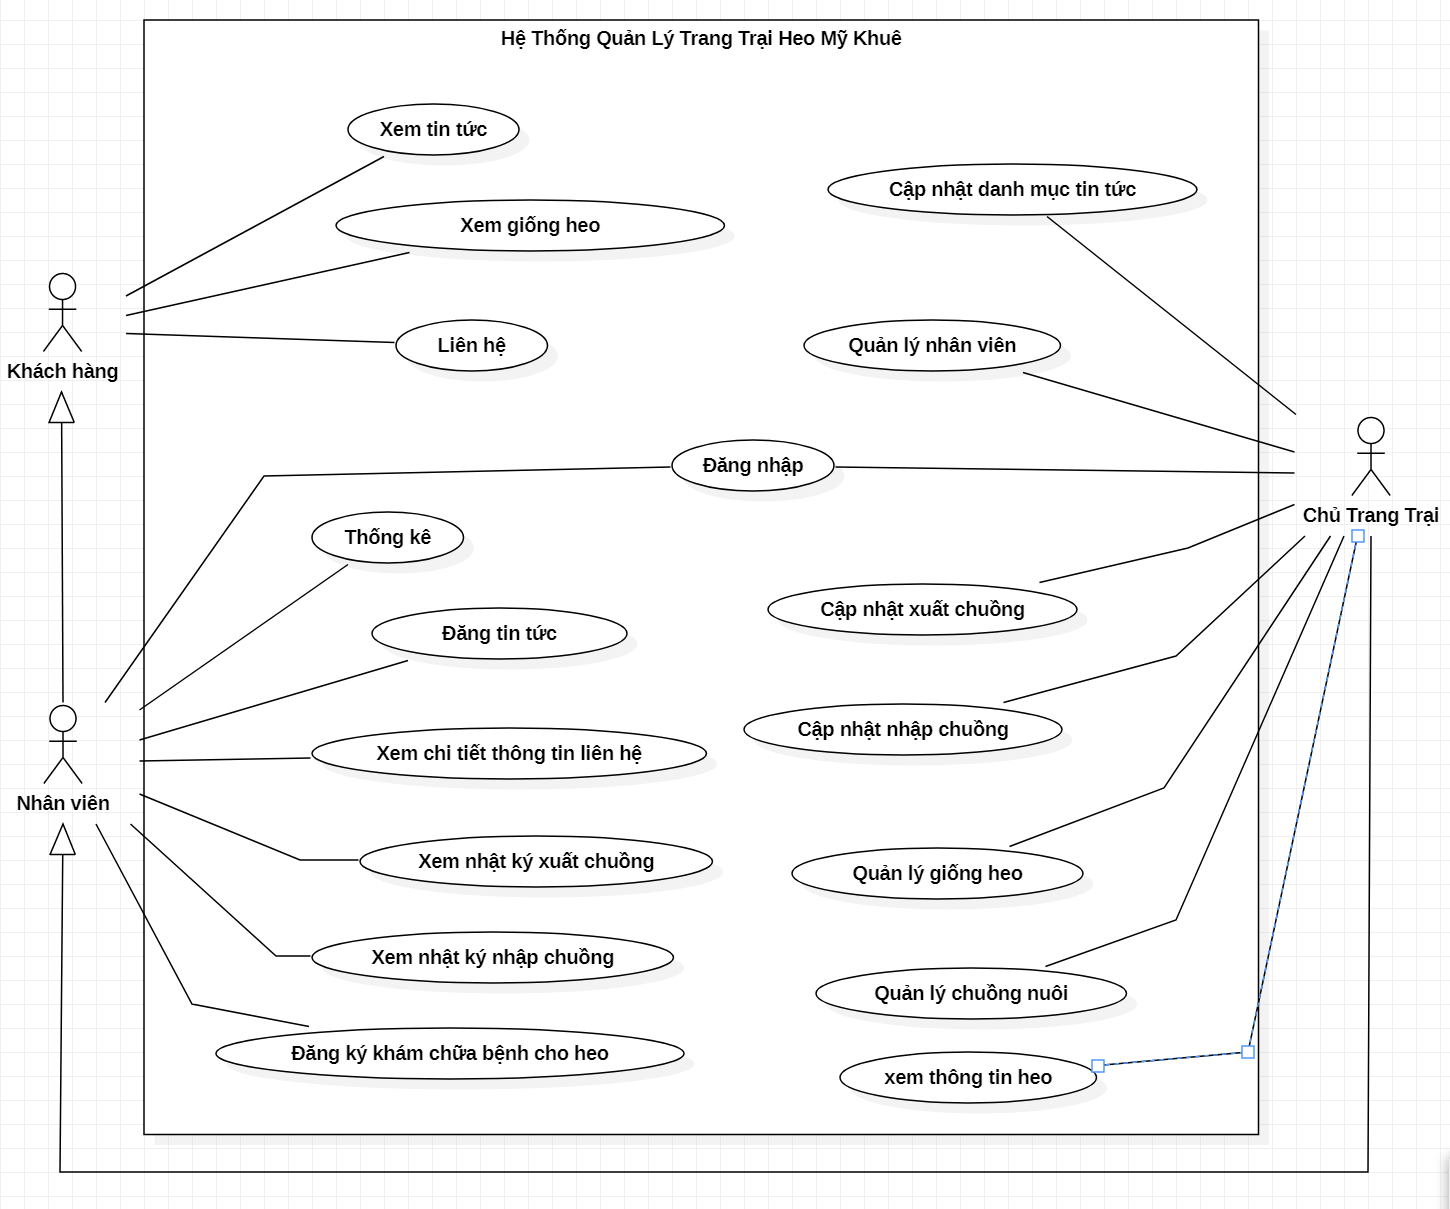 Hệ Thống Quản Lý Trang Trại Heo Mỹ Khuê
Xem tin tức
Cập nhật danh mục tin tức
Xem giống heo
Liên hệ
Quản lý nhân viên
Khách hàng
Đăng nhập
Chủ Trang Trại
Thống kê
Cập nhật xuất chuồng
Đăng tin tức
Cập nhật nhập chuồng
Xem chi tiết thông tin liên hệ
Nhân viên
Xem nhật ký xuất chuồng
Quản lý giống heo
Xem nhật ký nhập chuồng
Quản lý chuồng nuôi
Đăng ký khám chữa bệnh cho heo
xem thông tin heo